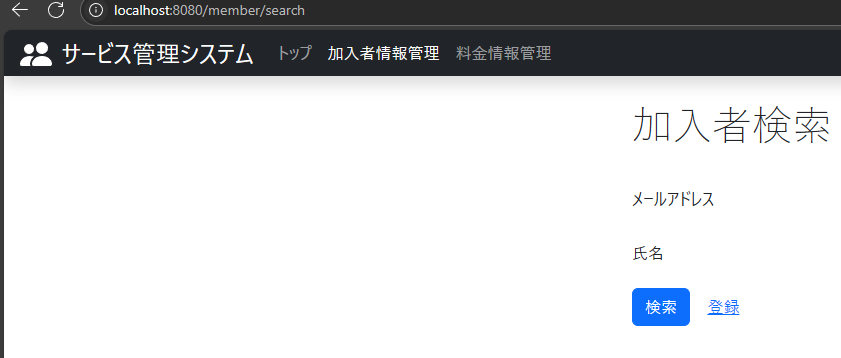 localhost:8080/member/search
サービス管理システム トップ 加入者情報管理 料金情報管理
加入者検索
メールアドレス
氏名
検索 登録